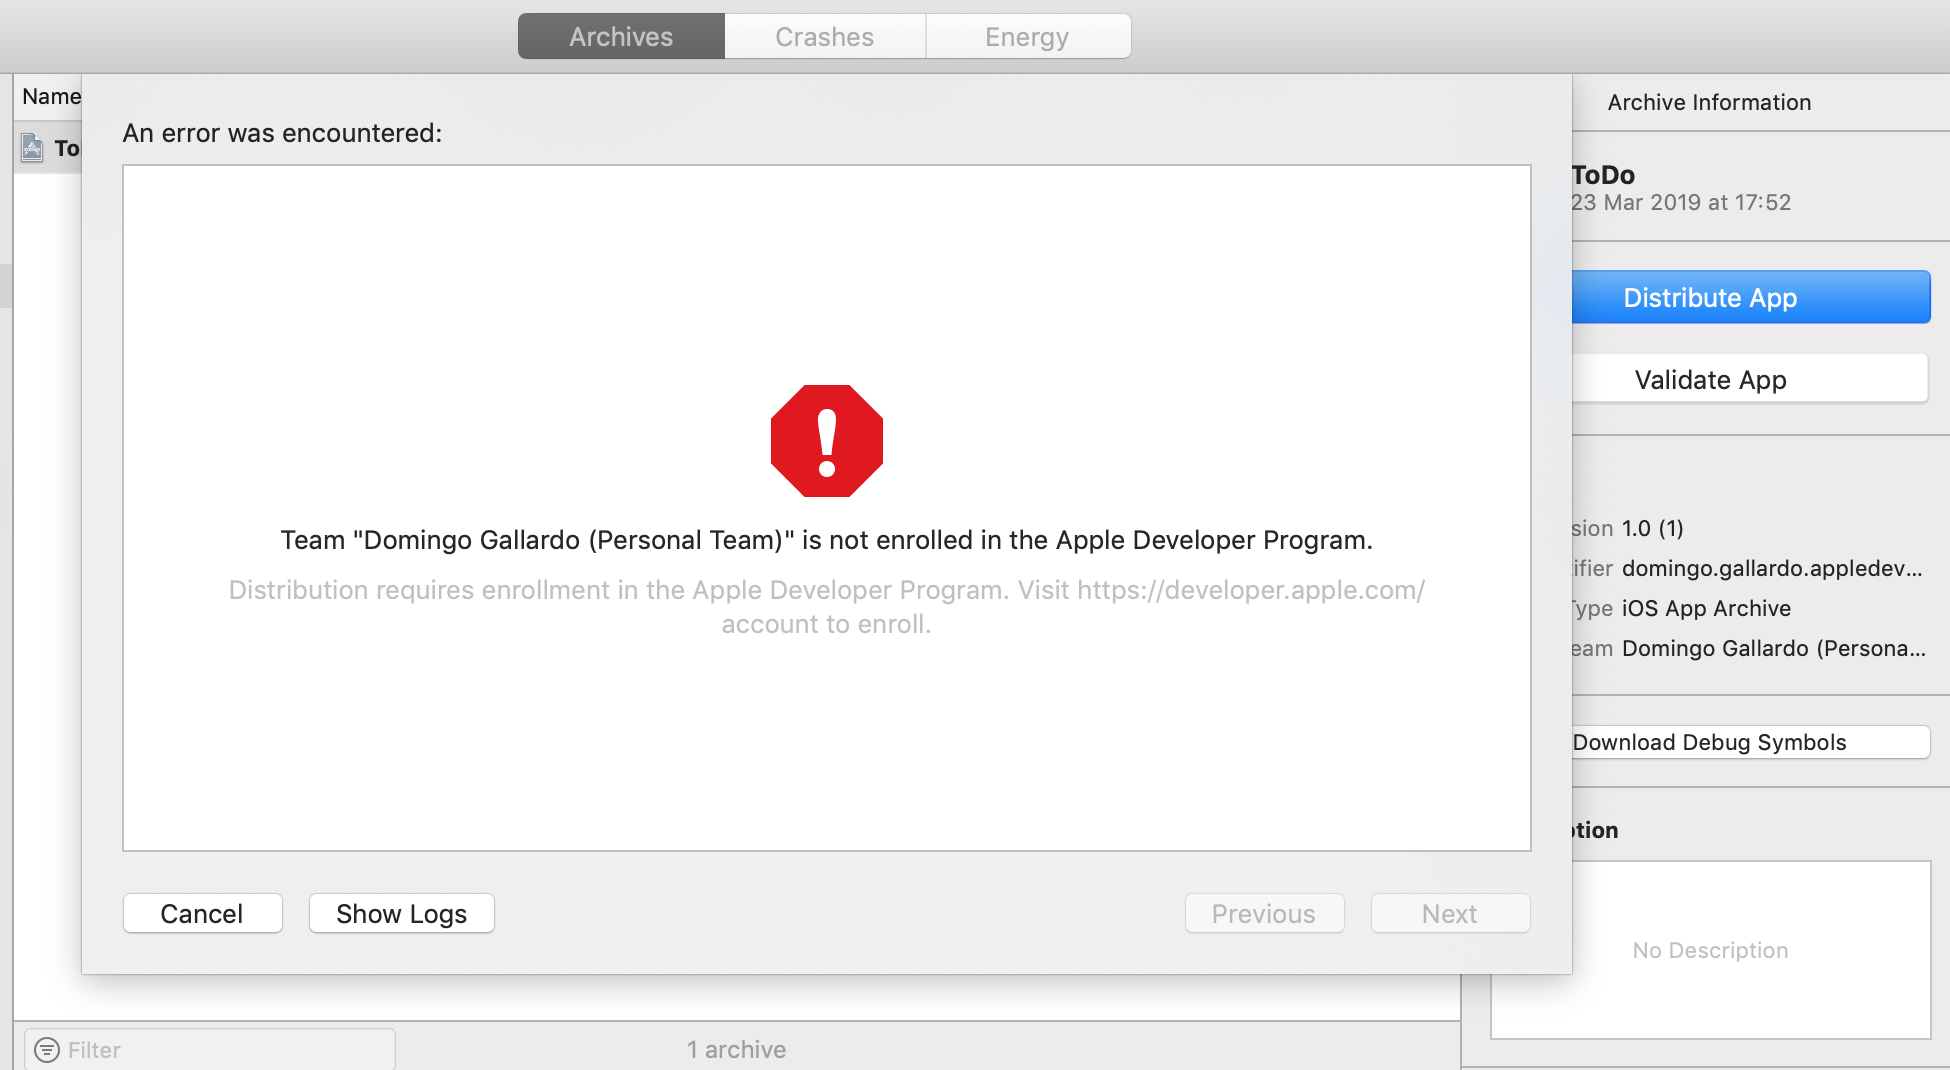 Archives Crashes Energy
Name
Archive Information
An error was encountered:
To
ToDo
23 Mar 2019 at 17:52
Distribute App
Validate App
Team "Domingo Gallardo (Personal Team)" is not enrolled in the Apple Developer Program.
Distribution requires enrollment in the Apple Developer Program. Visit https://developer.apple.com/
account to enroll.
sion 1.0 (1)
ifier domingo.gallardo.appledev...
Type iOS App Archive
eam Domingo Gallardo (Persona...
Download Debug Symbols
ption
Cancel Show Logs Previous Next
No Description
Filter 1 archive